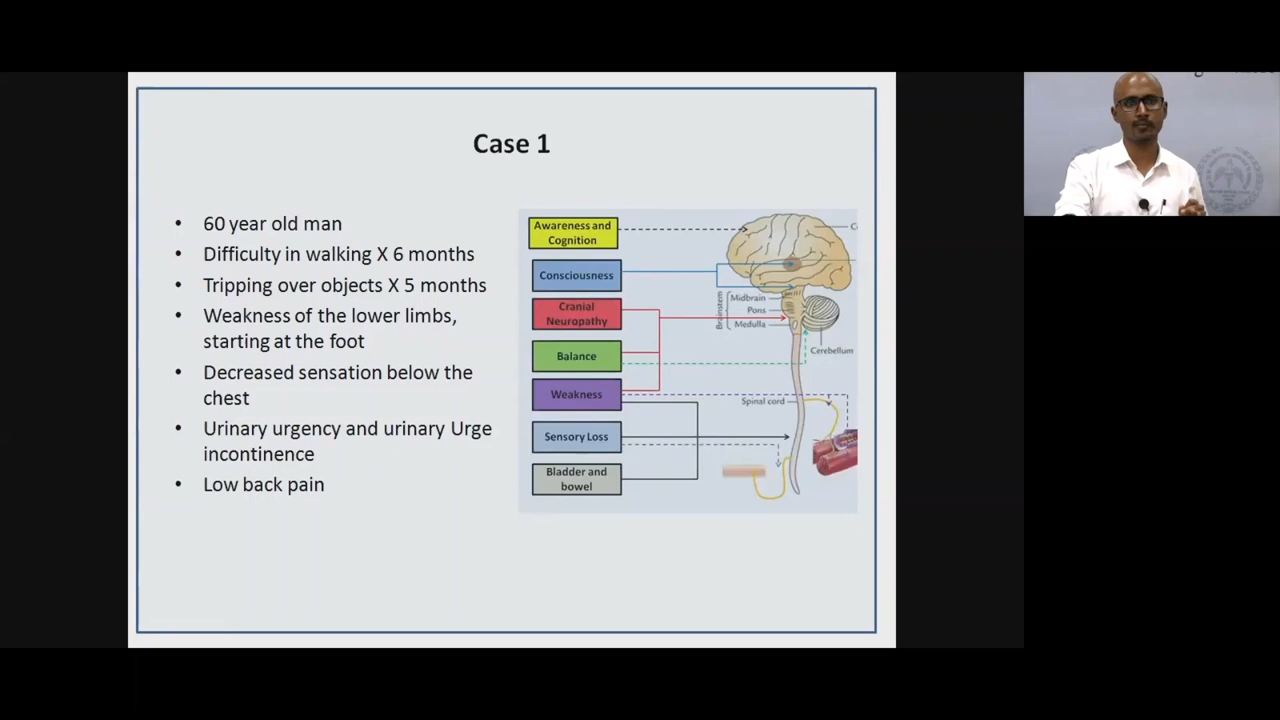 Case 1
• 60 year old man
• Difficulty in walking X 6 months
• Tripping over objects X 5 months
• Weakness of the lower limbs,
starting at the foot
• Decreased sensation below the
chest
• Urinary urgency and urinary Urge
incontinence
• Low back pain
Awareness and
Cognition
Consciousness
Cranial
Neuropathy
Balance
Weakness
Sensory Loss
Bladder and
bowel
C
Brainstem
Midbrain
Pons
Medulla
Cerebellum
Spinal cord